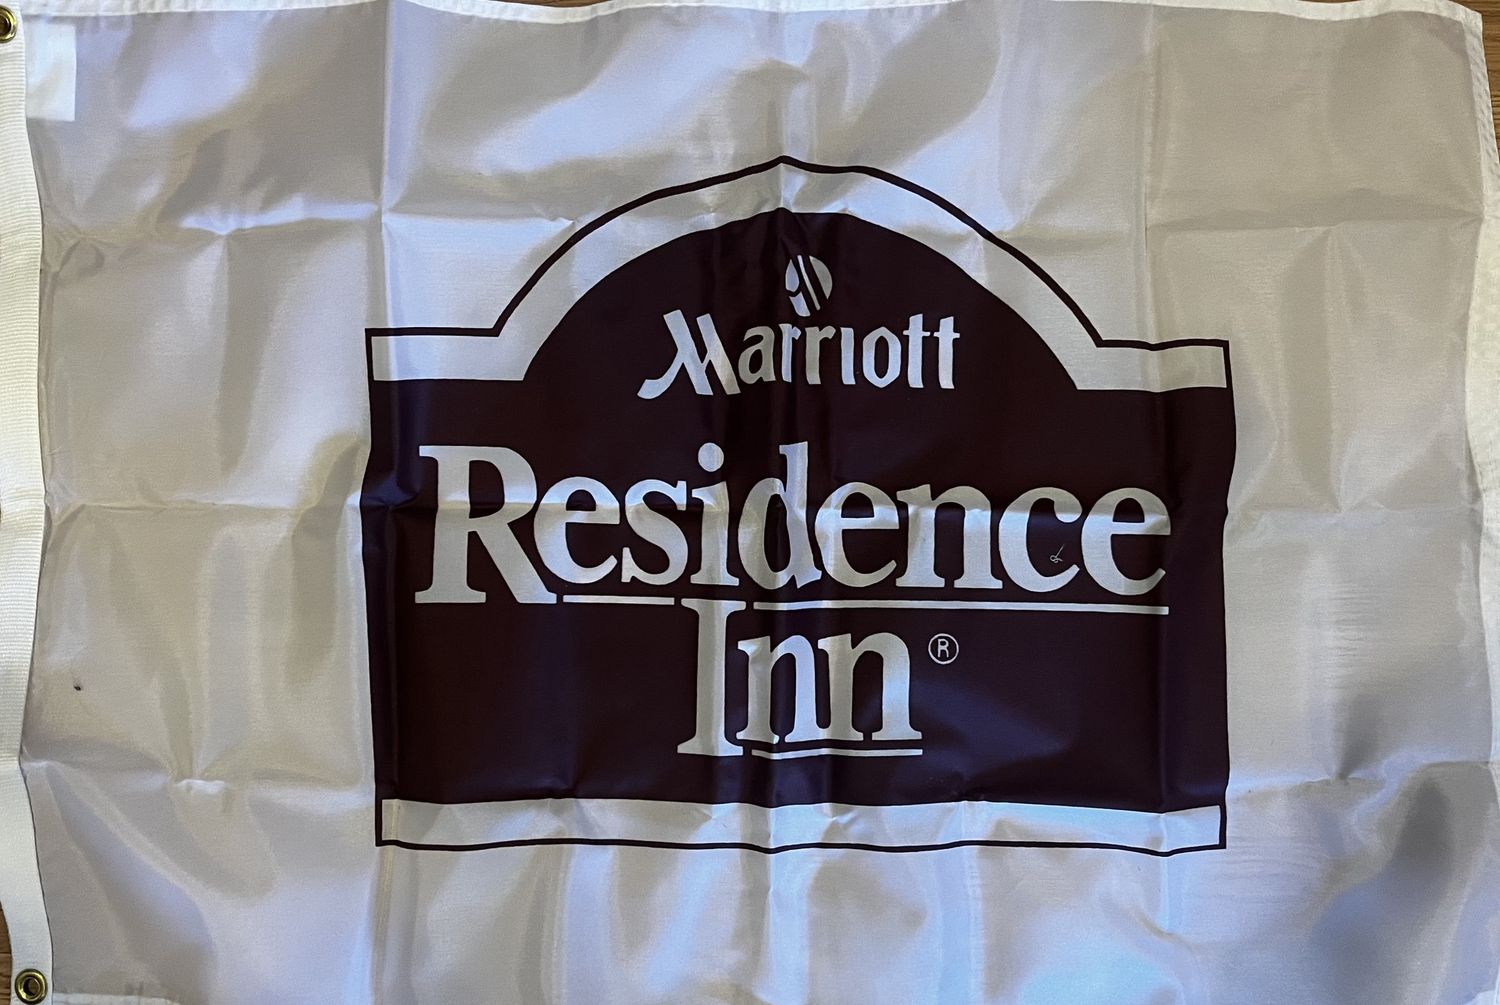 Marriott
Residence
Inn ®